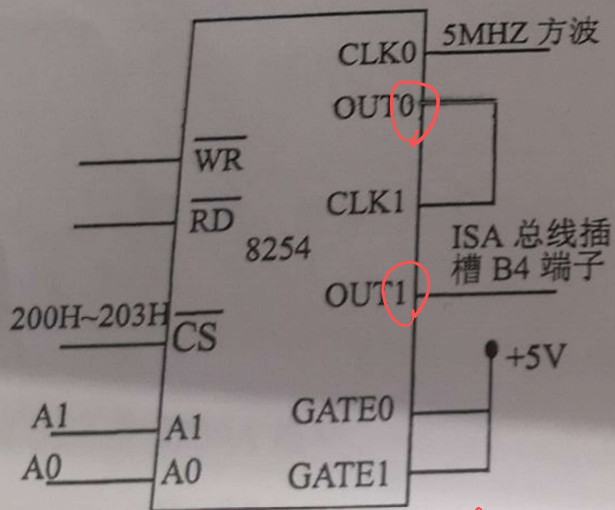 CLK0
5MHZ 方波
OUT0
WR
CLK1
RD
8254
ISA 总线插
槽 B4 端子
OUT1
200H~203H
CS
+5V
GATE0
A1
A1
GATE1
A0
A0